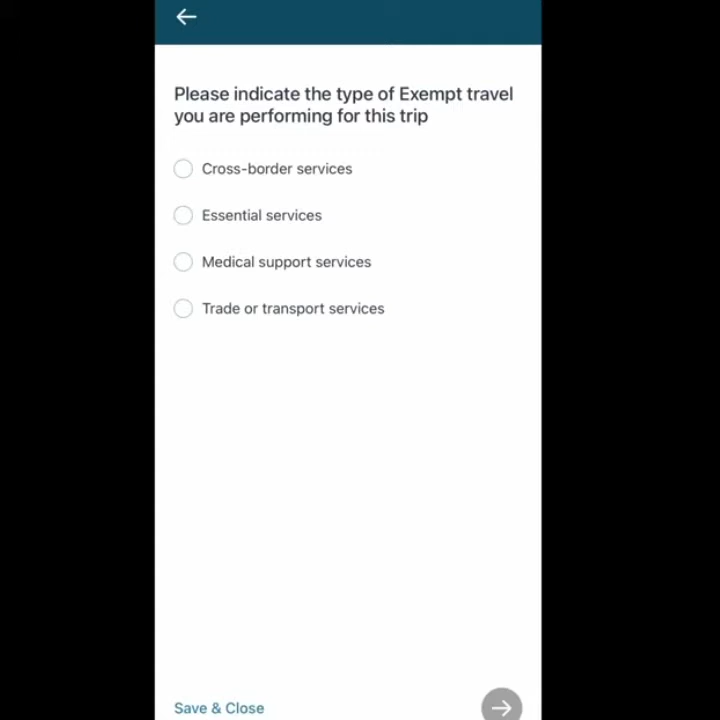 Please indicate the type of Exempt travel
you are performing for this trip
Cross-border services
Essential services
Medical support services
Trade or transport services
Save & Close